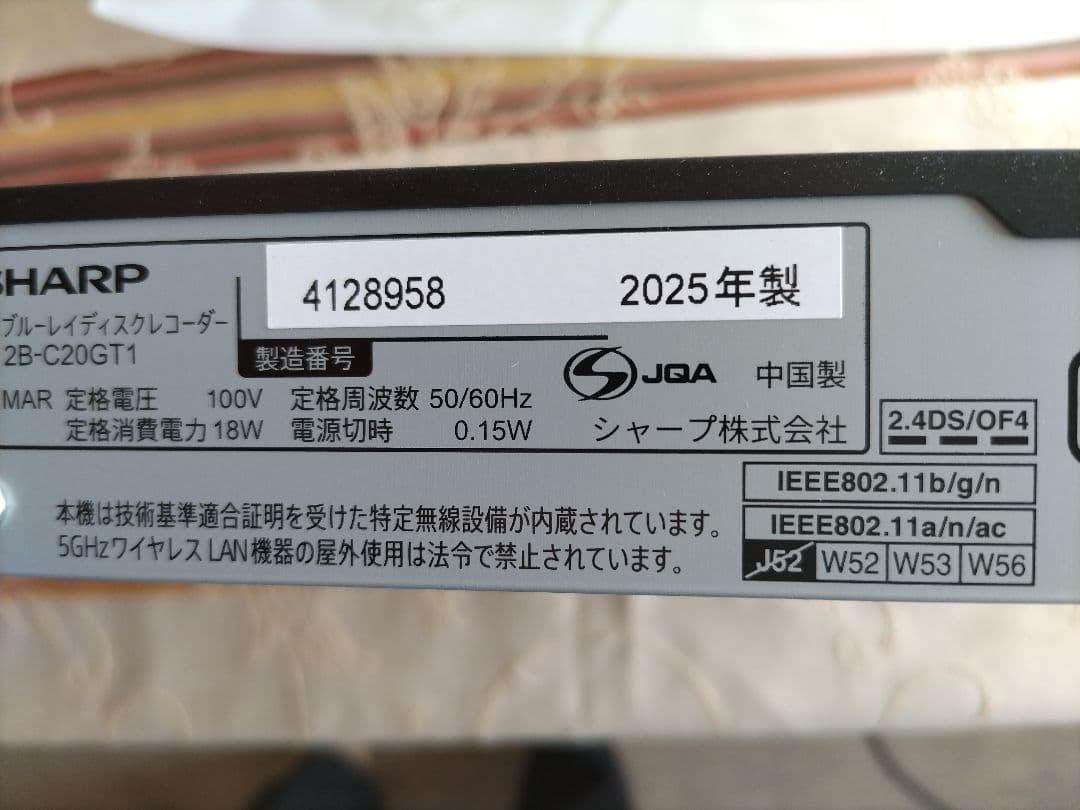 SHARP
4128958 2025年製
ブルーレイディスクレコーダー
2B-C20GT1
製造番号
JQA 中国製
MAR 定格電圧 100V 定格周波数 50/60Hz
定格消費電力 18W 電源切時 0.15W
シャープ株式会社
2.4DS/OF4
IEEE802.11b/g/n
本機は技術基準適合証明を受けた特定無線設備が内蔵されています。
5GHzワイヤレスLAN機器の屋外使用は法令で禁止されています。
IEEE802.11a/n/ac
J52 W52 W53 W56